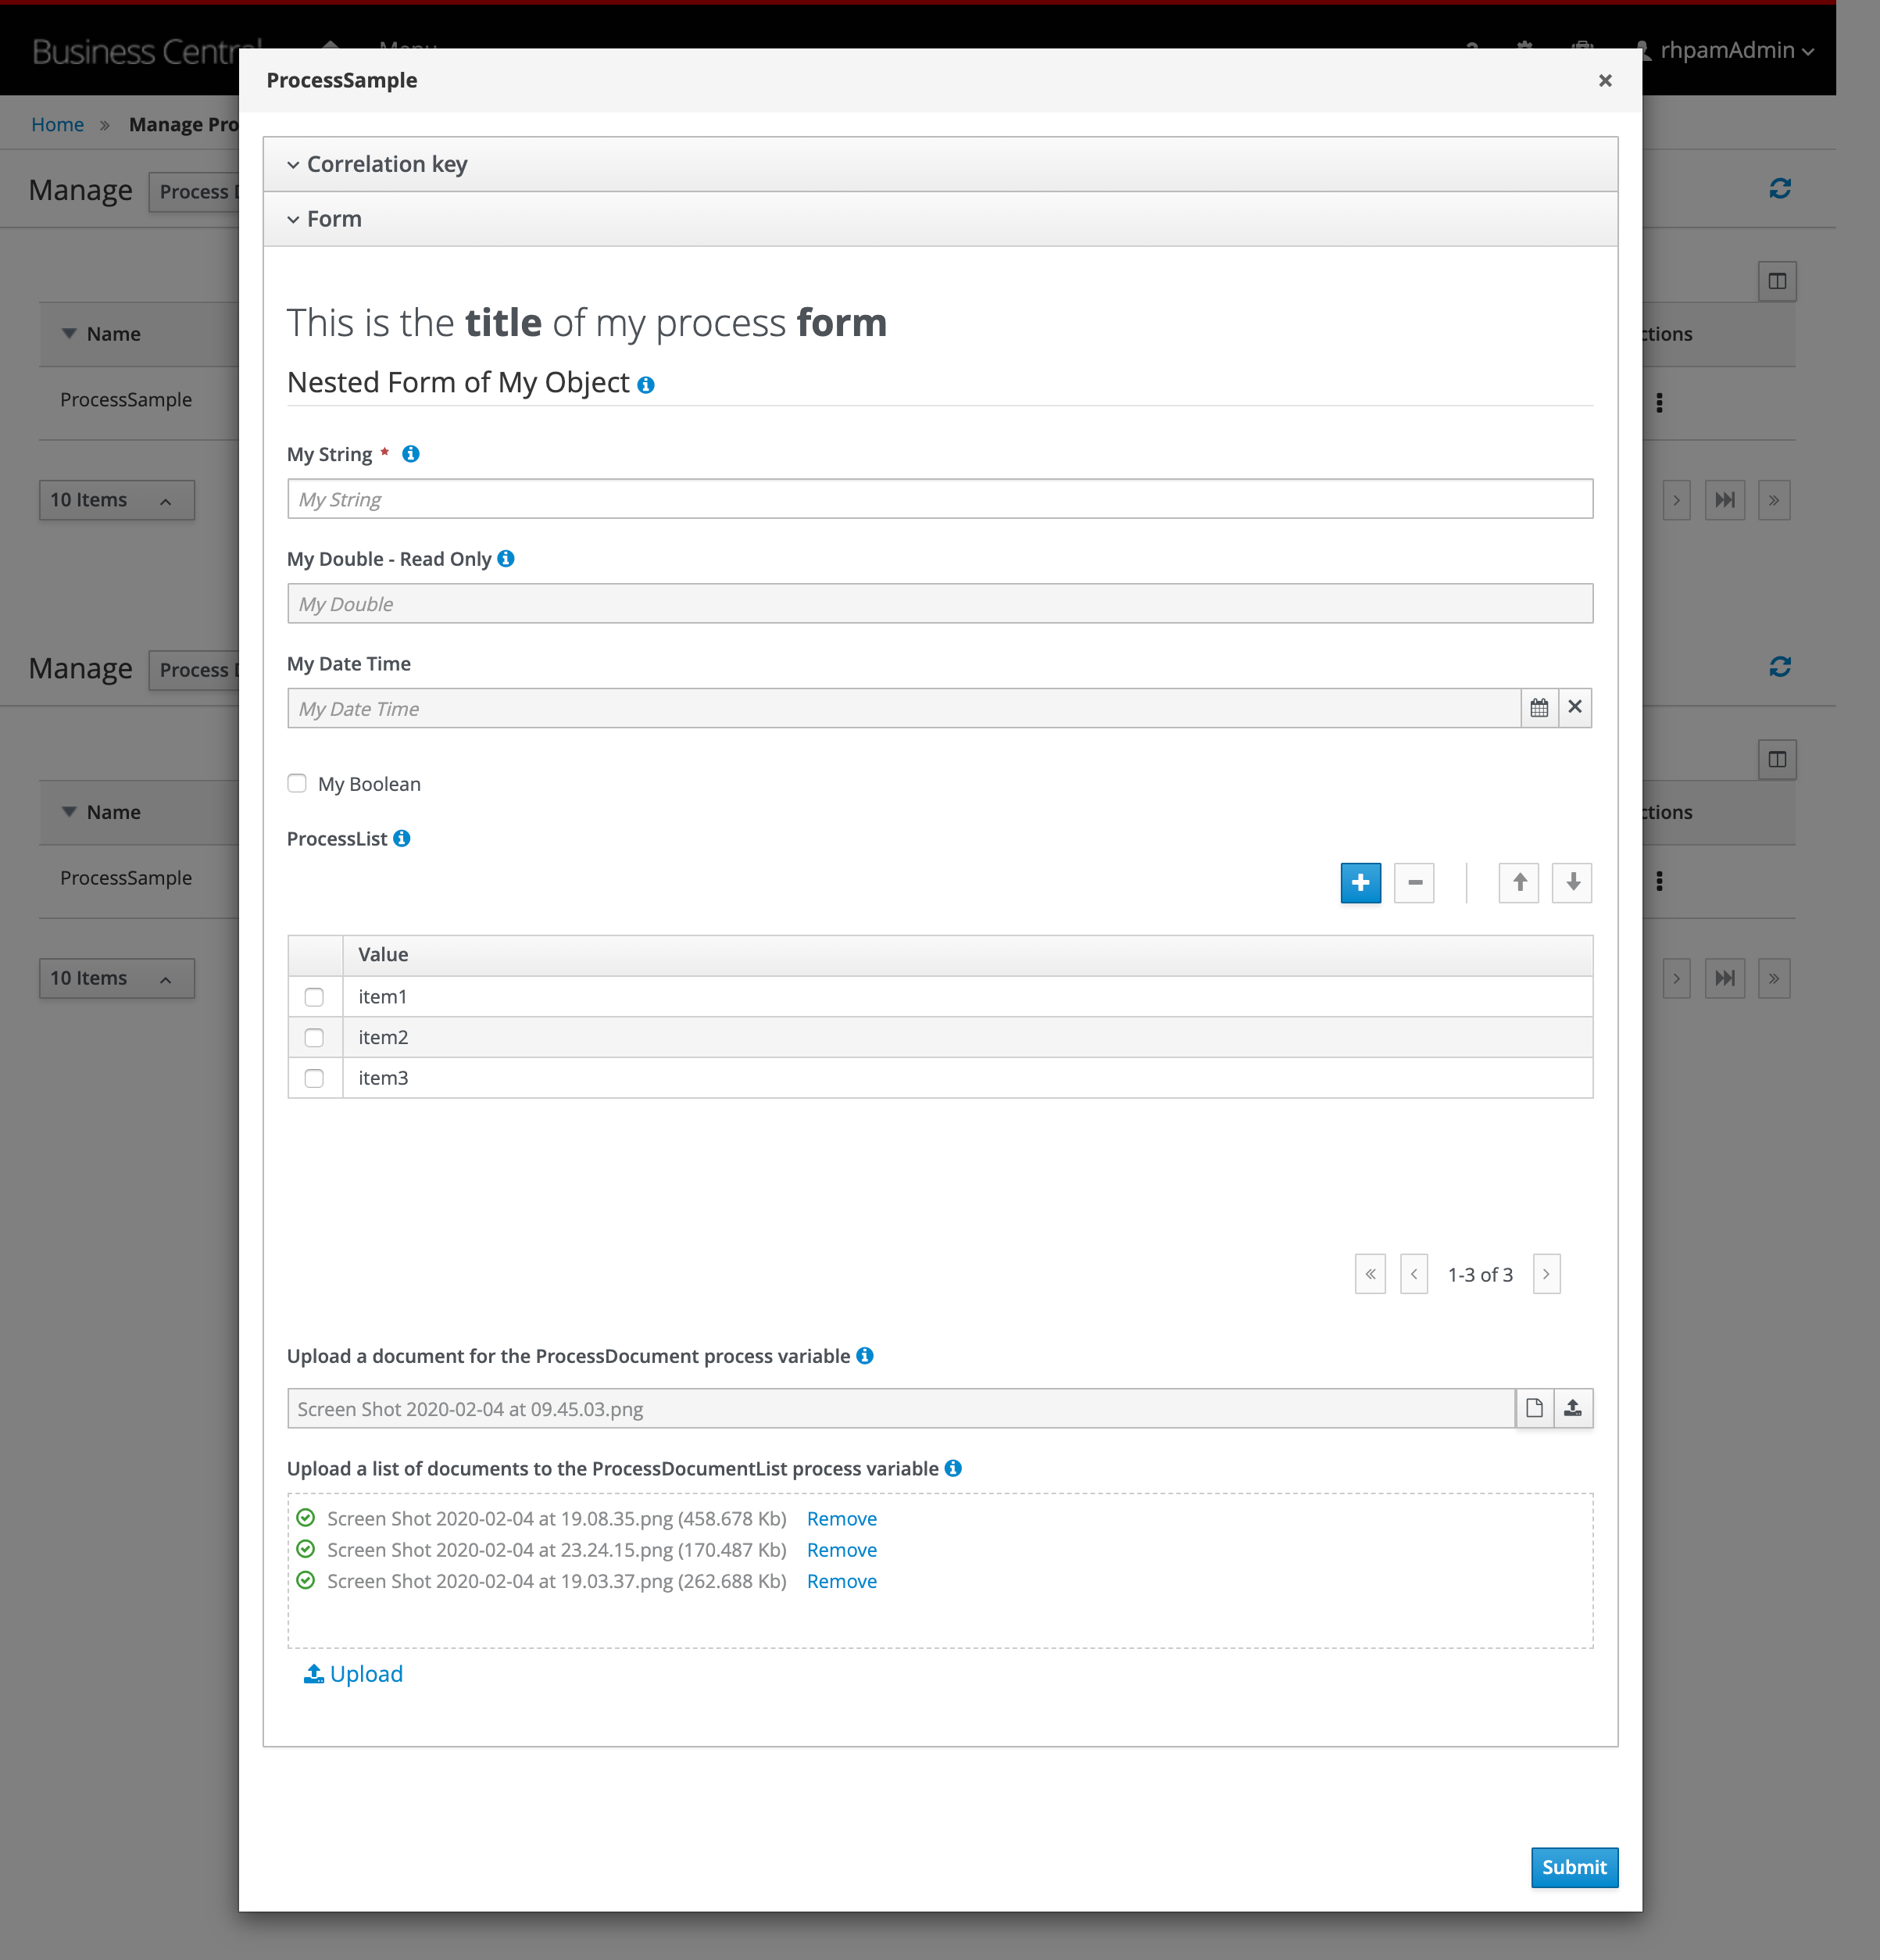 Business Central
Menu
rhpamAdmin
ProcessSample
Home » Manage Pro
Correlation key
Manage Process D
Form
This is the title of my process form
Name
ctions
Nested Form of My Object
ProcessSample
My String *
My String
10 Items
My Double - Read Only
My Double
My Date Time
Manage Process D
My Date Time
My Boolean
Name
ctions
ProcessList
ProcessSample
Value
10 Items
item1
item2
item3
1-3 of 3
Upload a document for the ProcessDocument process variable
Screen Shot 2020-02-04 at 09.45.03.png
Upload a list of documents to the ProcessDocumentList process variable
Screen Shot 2020-02-04 at 19.08.35.png (458.678 Kb) Remove
Screen Shot 2020-02-04 at 23.24.15.png (170.487 Kb) Remove
Screen Shot 2020-02-04 at 19.03.37.png (262.688 Kb) Remove
Upload
Submit